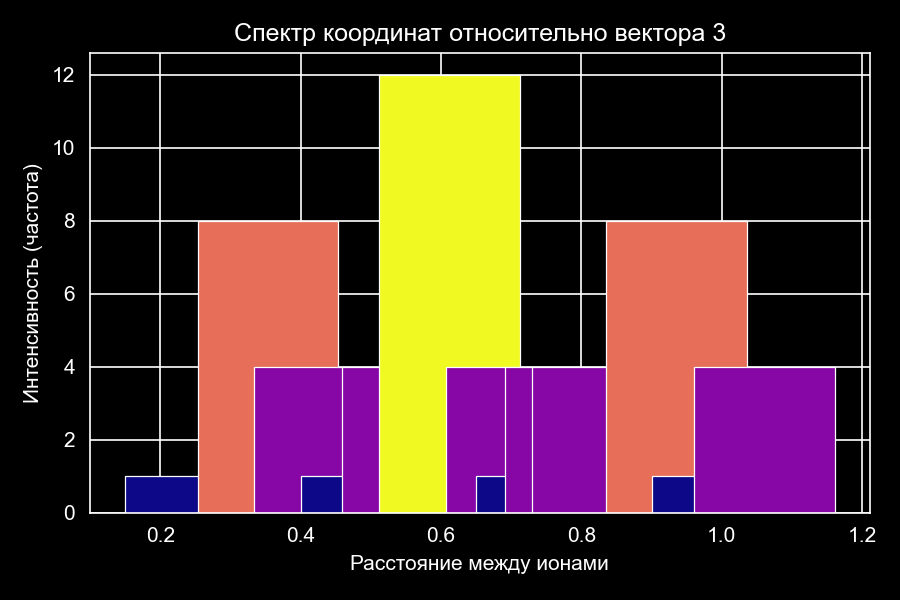 Спектр координат относительно вектора 3
Интенсивность (частота)
12
10
8
6
4
2
0
0.2 0.4 0.6 0.8 1.0 1.2
Расстояние между ионами